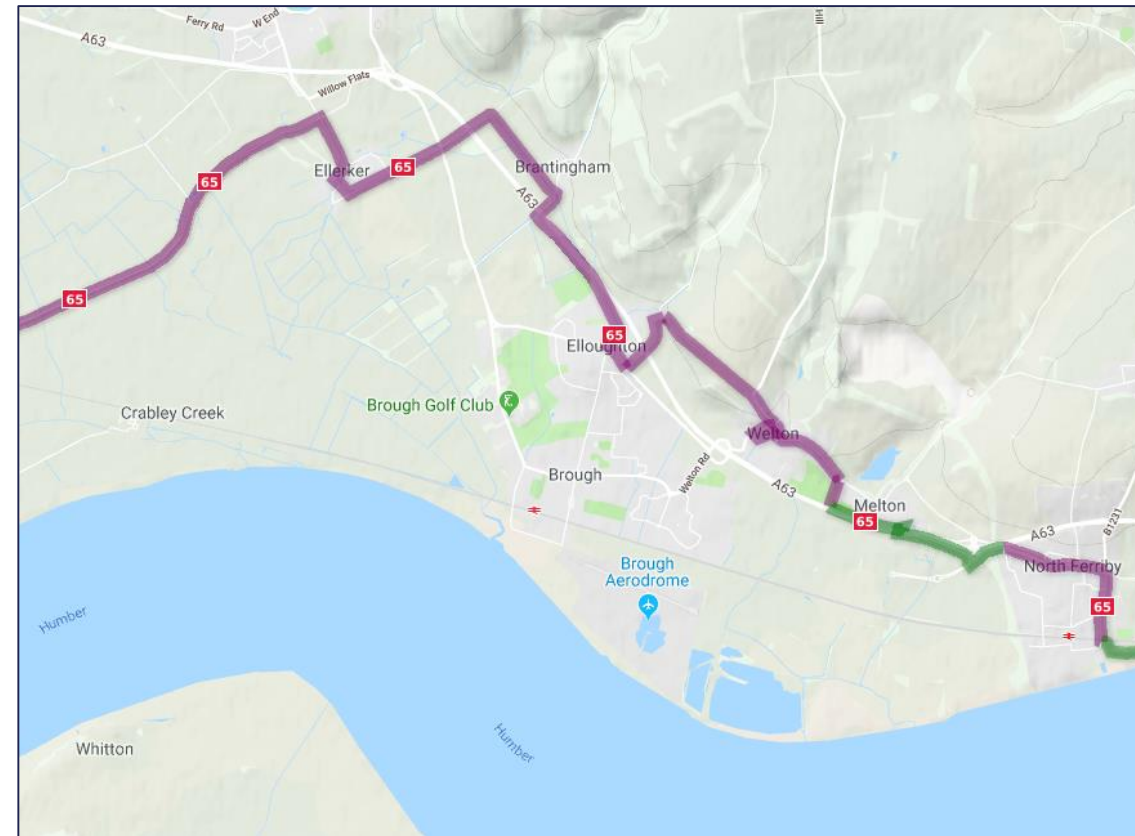 Ferry Rd
W End
Hill
A63
Willow Flats
Ellerker
65
Brantingham
65
A63
65
65
Elloughton
Crabley Creek
Brough Golf Club
Welton
Brough
Welton Rd
A63
Melton
65
B1231
A63
North Ferriby
Brough
Aerodrome
65
Humber
Humber
Whitton